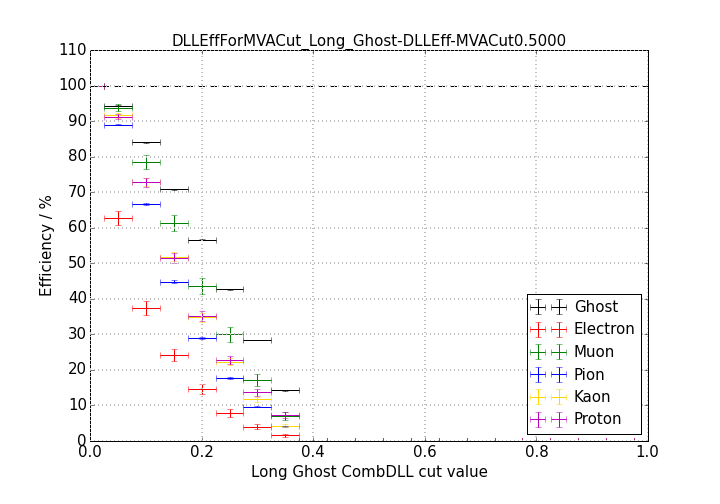 DLLEffForMVACut_Long_Ghost-DLLEff-MVACut0.5000
110
100
90
80
70
60
50
40
30
20
10
0
Efficiency / %
0.0 0.2 0.4 0.6 0.8 1.0
Long Ghost CombDLL cut value
Ghost
Electron
Muon
Pion
Kaon
Proton